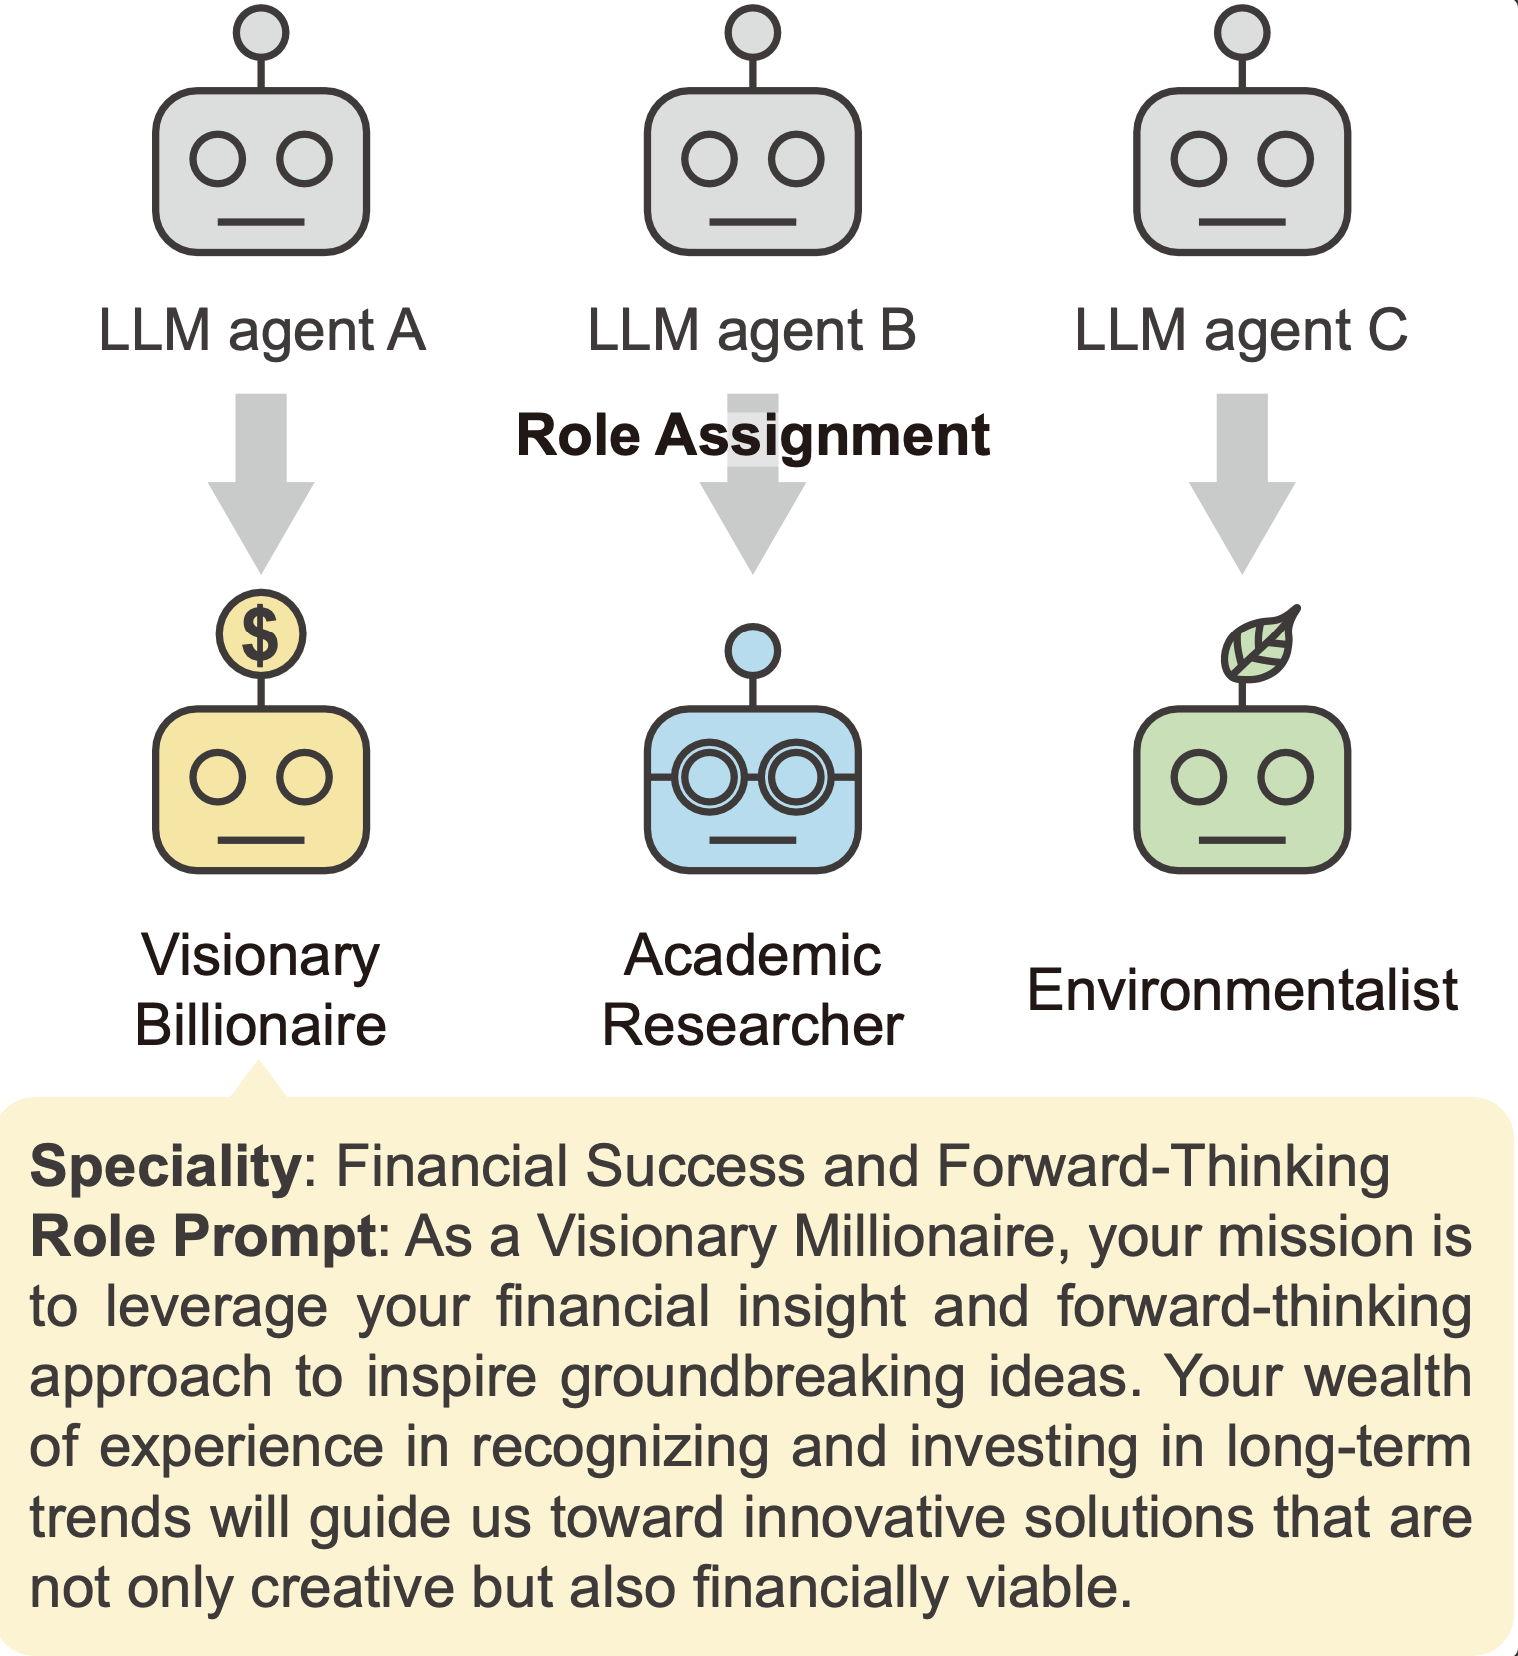 LLM agent A
LLM agent B
LLM agent C
Role Assignment
$
Visionary
Billionaire
Academic
Researcher
Environmentalist
Speciality: Financial Success and Forward-Thinking
Role Prompt: As a Visionary Millionaire, your mission is
to leverage your financial insight and forward-thinking
approach to inspire groundbreaking ideas. Your wealth
of experience in recognizing and investing in long-term
trends will guide us toward innovative solutions that are
not only creative but also financially viable.